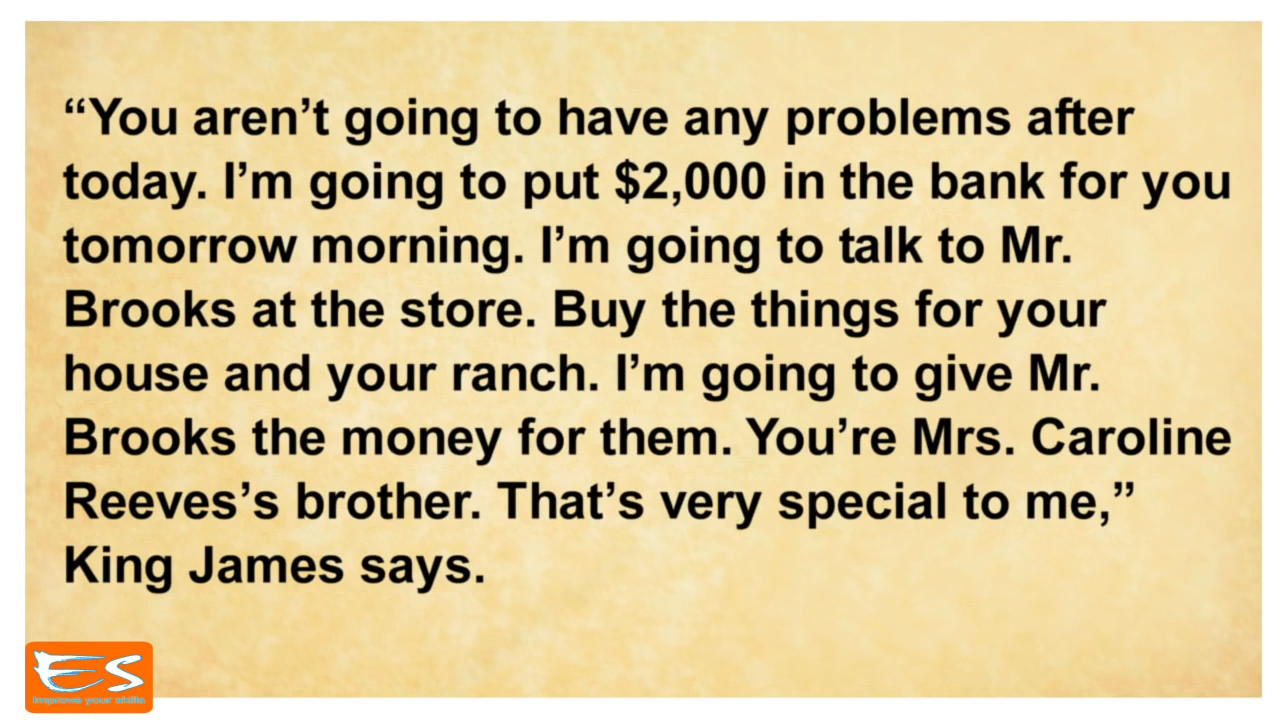 “You aren’t going to have any problems after
today. I’m going to put $2,000 in the bank for you
tomorrow morning. I’m going to talk to Mr.
Brooks at the store. Buy the things for your
house and your ranch. I’m going to give Mr.
Brooks the money for them. You’re Mrs. Caroline
Reeves’s brother. That’s very special to me,”
King James says.
ES
Improve your skills